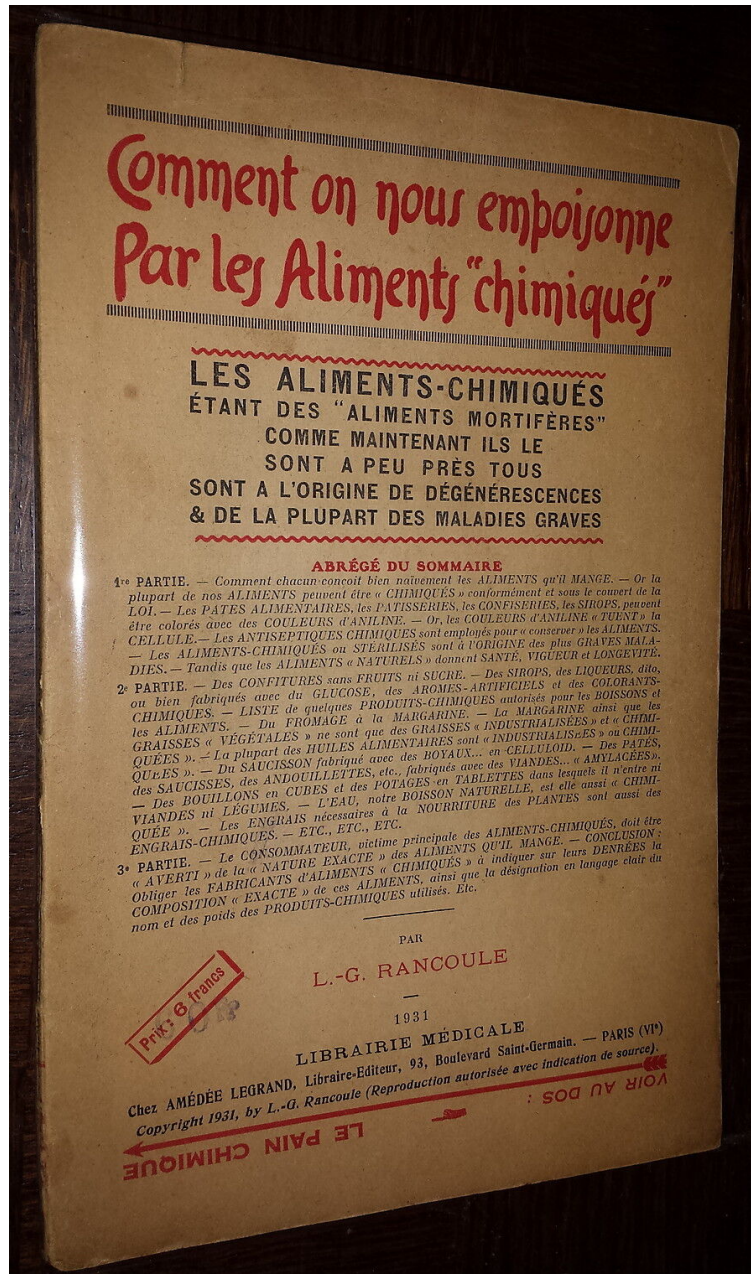 Comment on nous empoisonne
Par les Aliments "chimiqués"
LES ALIMENTS-CHIMIQUÉS
ÉTANT DES "ALIMENTS MORTIFÈRES"
COMME MAINTENANT ILS LE
SONT A PEU PRÈS TOUS
SONT A L'ORIGINE DE DÉGÉNÉRESCENCES
& DE LA PLUPART DES MALADIES GRAVES
ABRÉGÉ DU SOMMAIRE
1re PARTIE. — Comment chacun conçoit bien naïvement les ALIMENTS qu'il MANGE. — Or la
plupart de nos ALIMENTS peuvent être « CHIMIQUÉS » conformément et sous le couvert de la
LOI. — Les PATES ALIMENTAIRES, les PATISSERIES, les CONFISERIES, les SIROPS, peuvent
être colorés avec des COULEURS d'ANILINE. — Or, les COULEURS d'ANILINE « TUENT » la
CELLULE. — Les ANTISEPTIQUES CHIMIQUES sont employés pour « conserver » les ALIMENTS.
— Les ALIMENTS-CHIMIQUÉS ou STÉRILISÉS sont à l'ORIGINE des plus GRAVES MALA-
DIES. — Tandis que les ALIMENTS « NATURELS » donnent SANTÉ, VIGUEUR et LONGÉVITÉ.
2e PARTIE. — Des CONFITURES sans FRUITS ni SUCRE. — Des SIROPS, des LIQUEURS, dito,
ou bien fabriqués avec du GLUCOSE, des AROMES-ARTIFICIELS et des COLORANTS-
CHIMIQUES. — LISTE de quelques PRODUITS-CHIMIQUES autorisés pour les BOISSONS et
les ALIMENTS. — Du FROMAGE à la MARGARINE. — La MARGARINE ainsi que les
GRAISSES « VÉGÉTALES » ne sont que des GRAISSES « INDUSTRIALISÉES » et « CHIMI-
QUÉES ». — La plupart des HUILES ALIMENTAIRES sont « INDUSTRIALISÉES » ou CHIMI-
QUÉES ». — Du SAUCISSON fabriqué avec des BOYAUX... en CELLULOID. — Des PATÉS,
des SAUCISSES, des ANDOUILLETTES, etc., fabriqués avec des VIANDES... « AMYLACÉES».
— Des BOUILLONS en CUBES et des POTAGES en TABLETTES dans lesquels il n'entre ni
VIANDES ni LÉGUMES. — L'EAU, notre BOISSON NATURELLE, est elle aussi « CHIMI-
QUÉE ». — Les ENGRAIS nécessaires à la NOURRITURE des PLANTES sont aussi des
ENGRAIS-CHIMIQUES. — ETC., ETC., ETC.
3e PARTIE. — Le CONSOMMATEUR, victime principale des ALIMENTS-CHIMIQUÉS, doit être
« AVERTI » de la « NATURE EXACTE » des ALIMENTS QU'IL MANGE. — CONCLUSION :
Obliger les FABRICANTS d'ALIMENTS « CHIMIQUÉS » à indiquer sur leurs DENRÉES la
COMPOSITION « EXACTE » de ces ALIMENTS, ainsi que la désignation en langage clair du
nom et des poids des PRODUITS-CHIMIQUES utilisés. Etc.
PAR
L.-G. RANCOULE
Prix : 6 francs
1931
LIBRAIRIE MÉDICALE
Chez AMÉDÉE LEGRAND, Libraire-Editeur, 93, Boulevard Saint-Germain. — PARIS (VIe)
Copyright 1931, by L.-G. Rancoule (Reproduction autorisée avec indication de source).
VOIR AU DOS :
LE PAIN CHIMIQUE